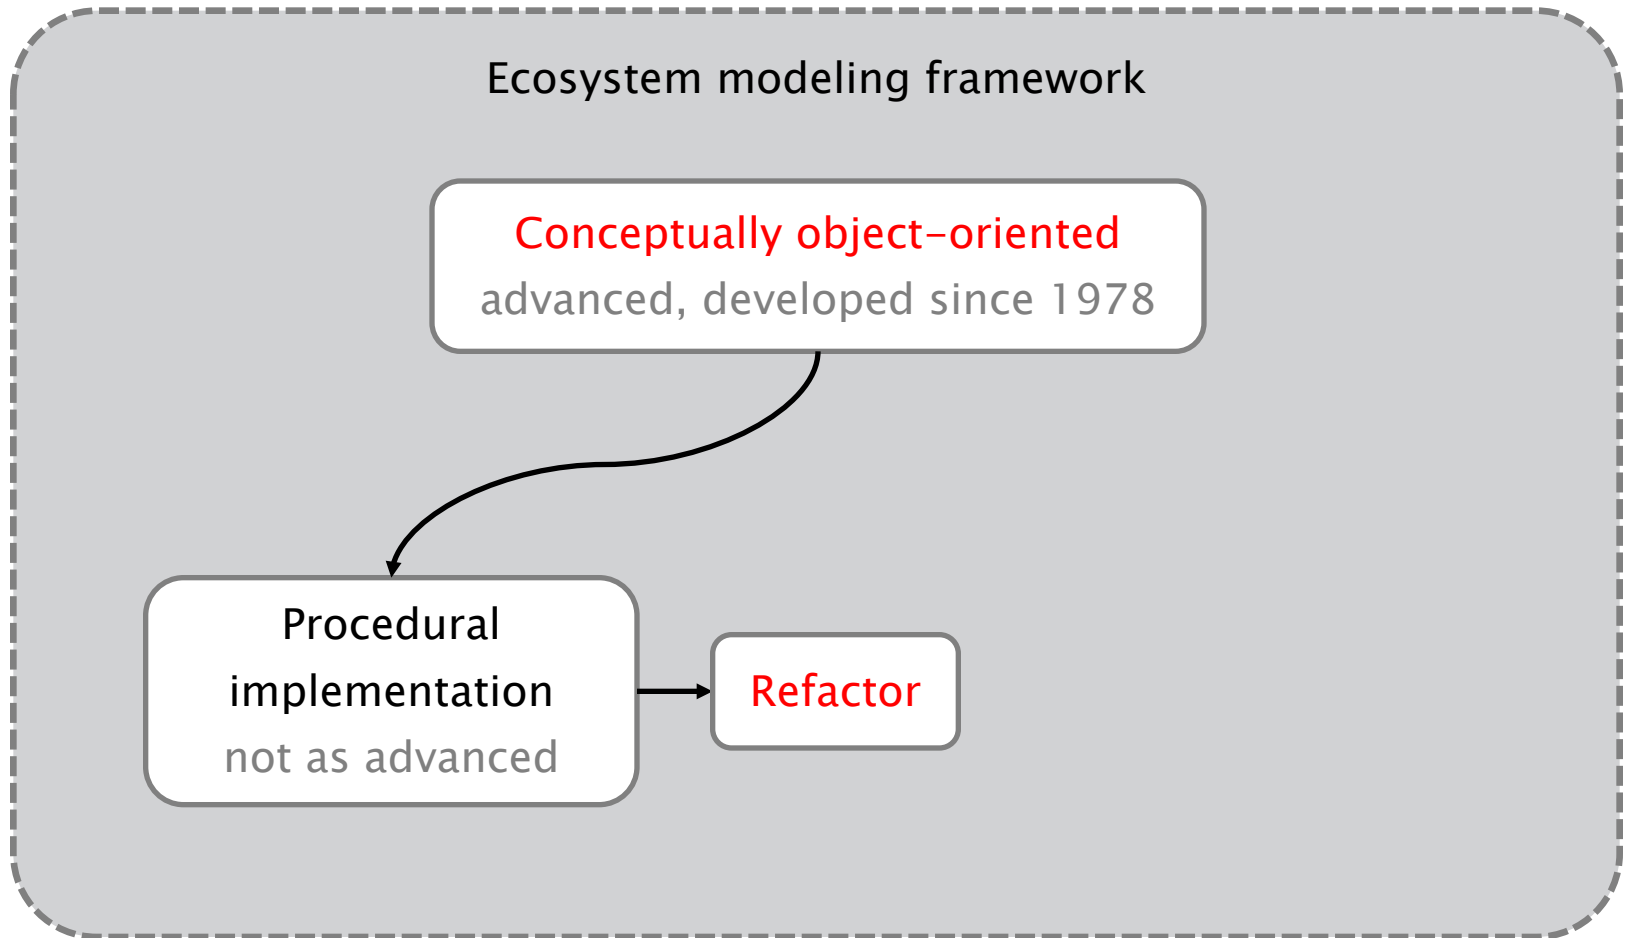 Ecosystem modeling framework
Conceptually object-oriented
advanced, developed since 1978
Procedural
implementation
not as advanced
Refactor